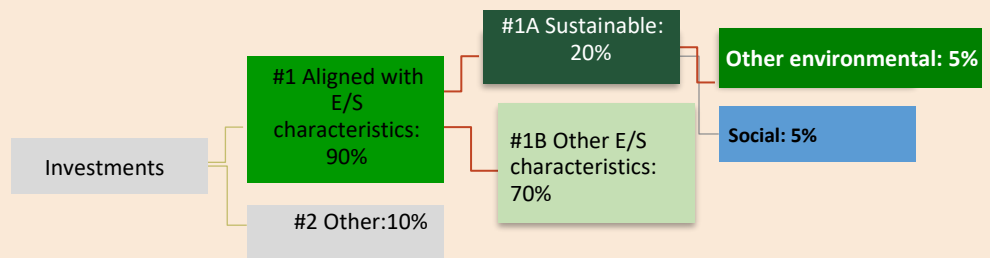 Investments
#1 Aligned with
E/S
characteristics:
90%
#2 Other:10%
#1A Sustainable:
20%
#1B Other E/S
characteristics:
70%
Other environmental: 5%
Social: 5%